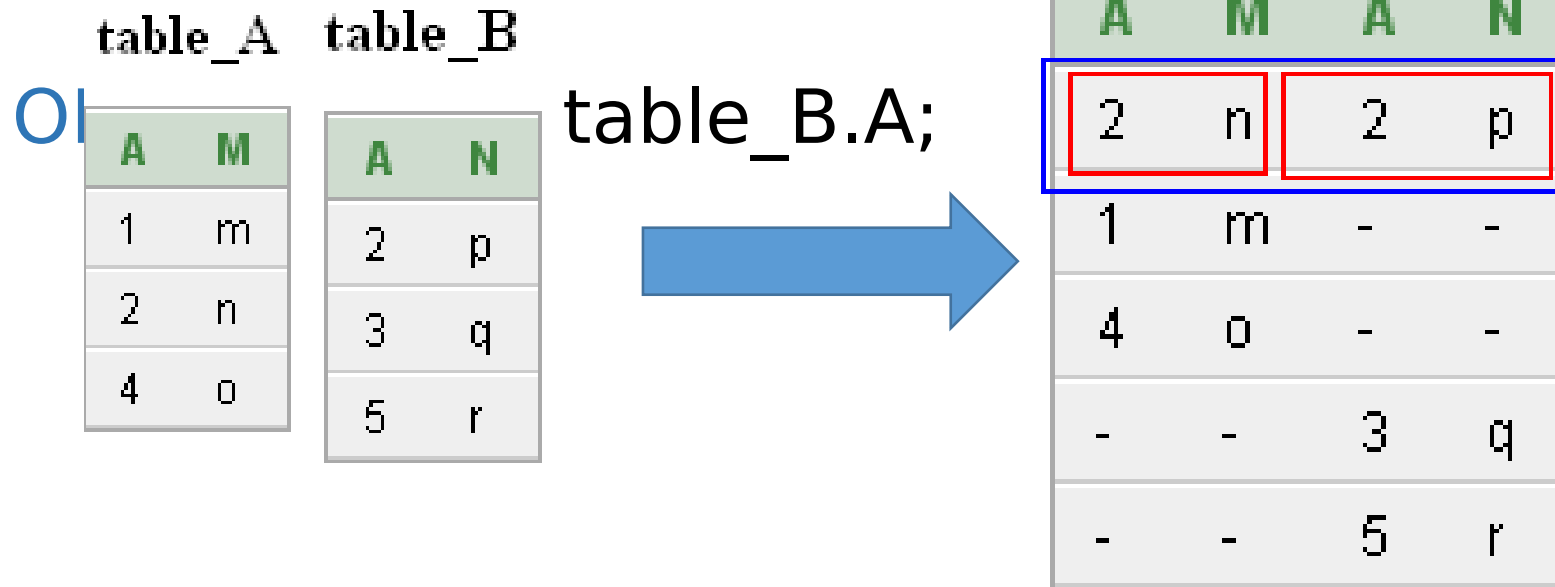 table_A table_B
table_B.A;
A M
1 m
2 n
4 o
A N
2 p
3 q
5 r
A M A N
2 n 2 p
1 m - -
4 o - -
- - 3 q
- - 5 r